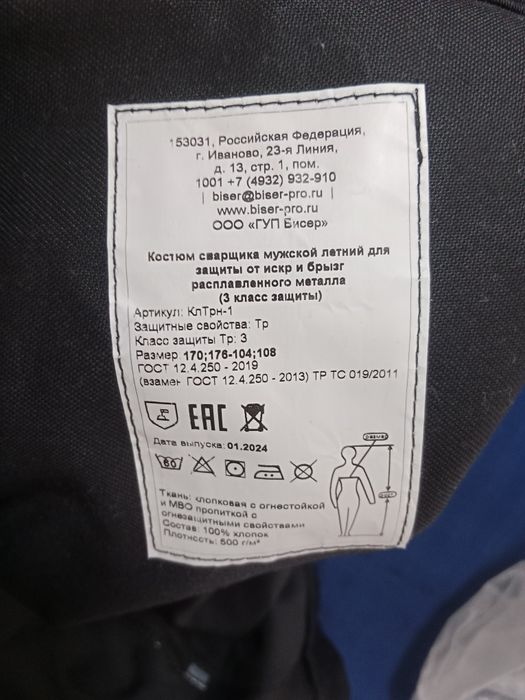 153031, Российская Федерация,
г. Иваново, 23-я Линия,
д. 13, стр. 1, пом.
1001 +7 (4932) 932-910
| biser@biser-pro.ru |
www.biser-pro.ru
ООО «ГУП Бисер»
Костюм сварщика мужской летний для
защиты от искр и брызг
расплавленного металла
(3 класс защиты)
Артикул: КлТрн-1
Защитные свойства: Тр
Класс защиты Тр: 3
Размер 170;176-104;108
ГОСТ 12.4.250 - 2019
(взамен ГОСТ 12.4.250 - 2013) ТР ТС 019/2011
EAC
Дата выпуска: 01.2024
60
Ткань: хлопковая с огнестойкой
и МВО пропиткой с
огнезащитными свойствами
Состав: 100% хлопок
Плотность: 500 г/м²